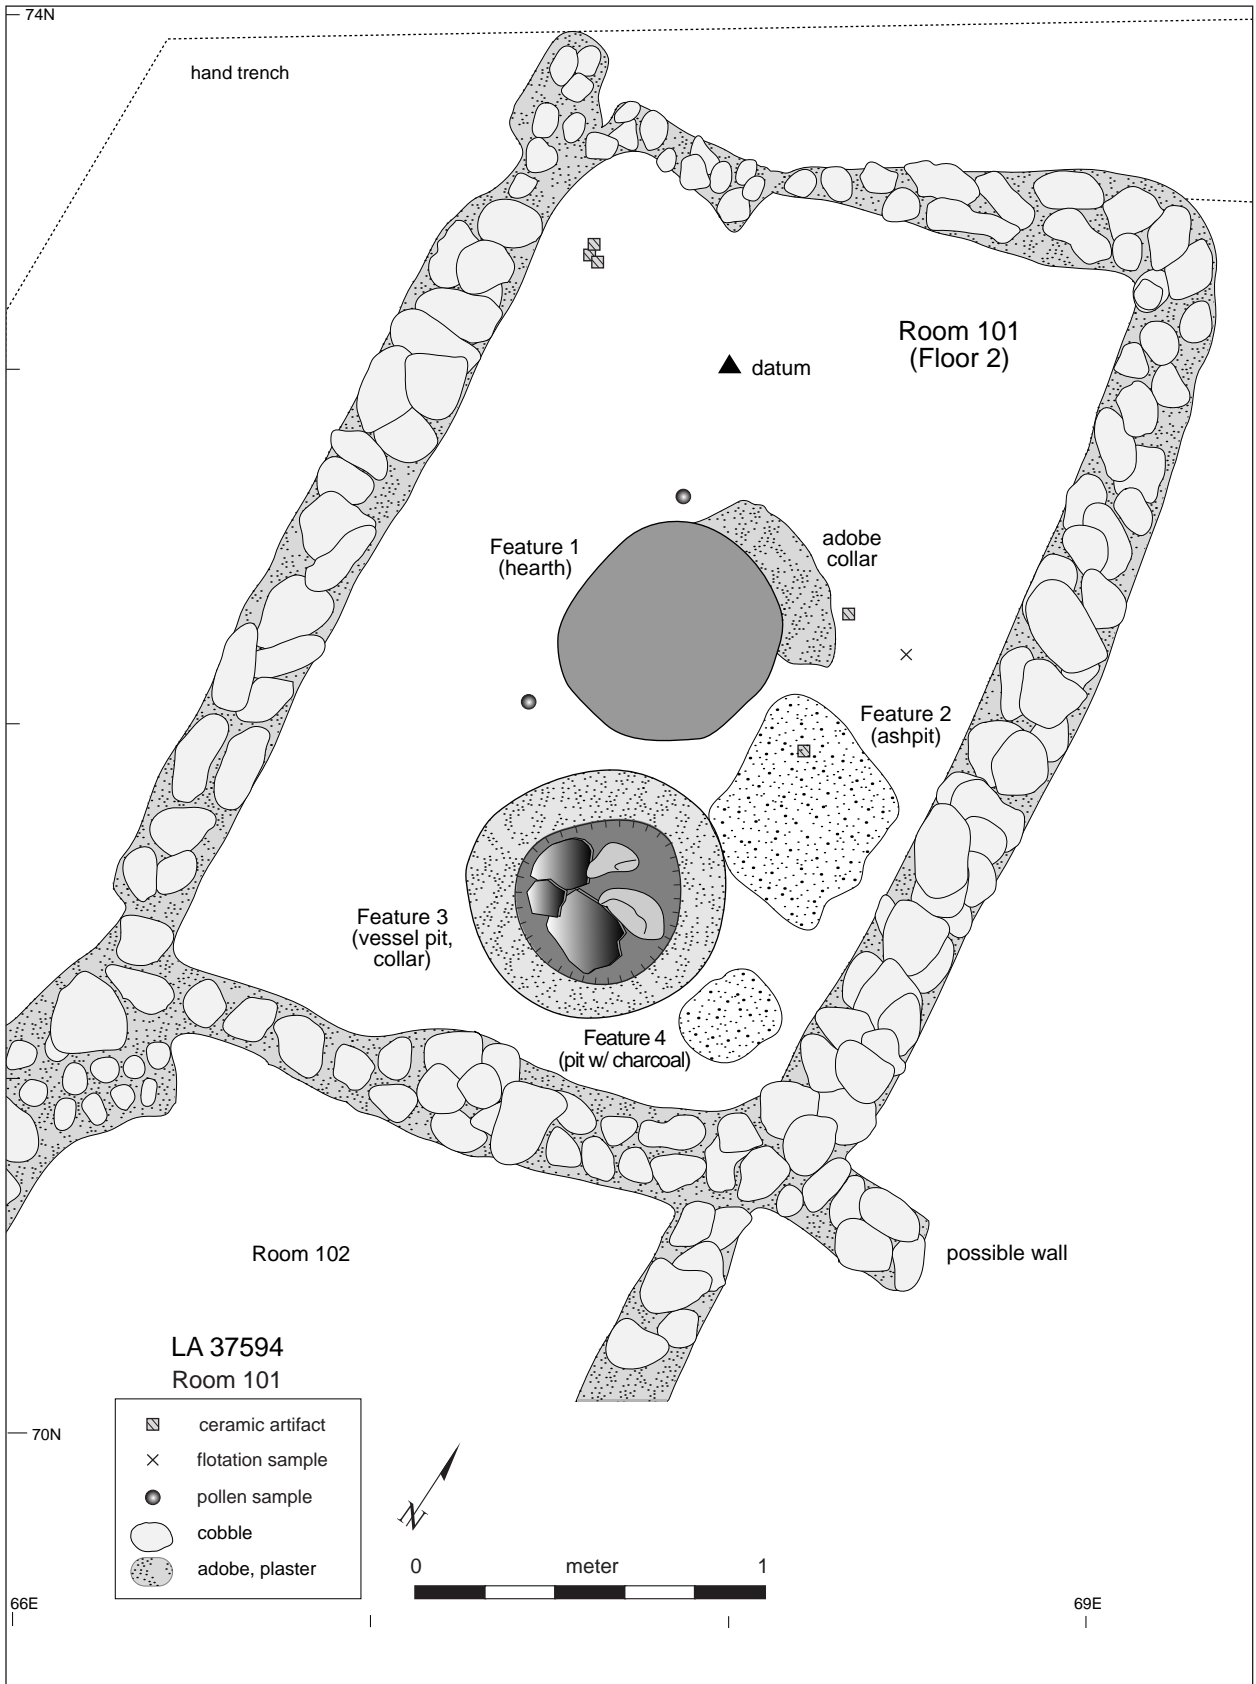 74N
hand trench
Room 101
(Floor 2)
datum
Feature 1
(hearth)
adobe
collar
Feature 2
(ashpit)
Feature 3
(vessel pit,
collar)
Feature 4
(pit w/ charcoal)
Room 102
possible wall
LA 37594
Room 101
ceramic artifact
flotation sample
pollen sample
cobble
adobe, plaster
70N
N
0 meter 1
66E
69E